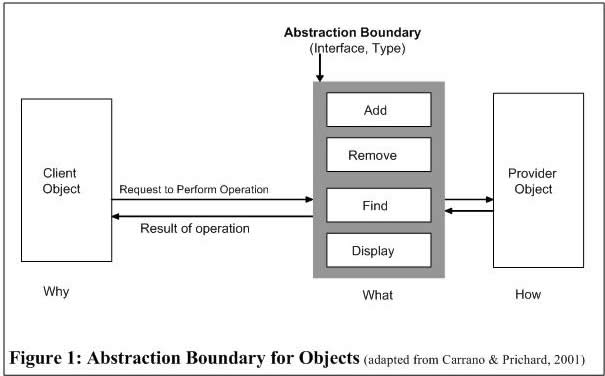 Abstraction Boundary
(Interface, Type)
Add
Remove
Client
Object
Provider
Object
Request to Perform Operation
Find
Result of operation
Display
Why
What
How
Figure 1: Abstraction Boundary for Objects (adapted from Carrano & Prichard, 2001)